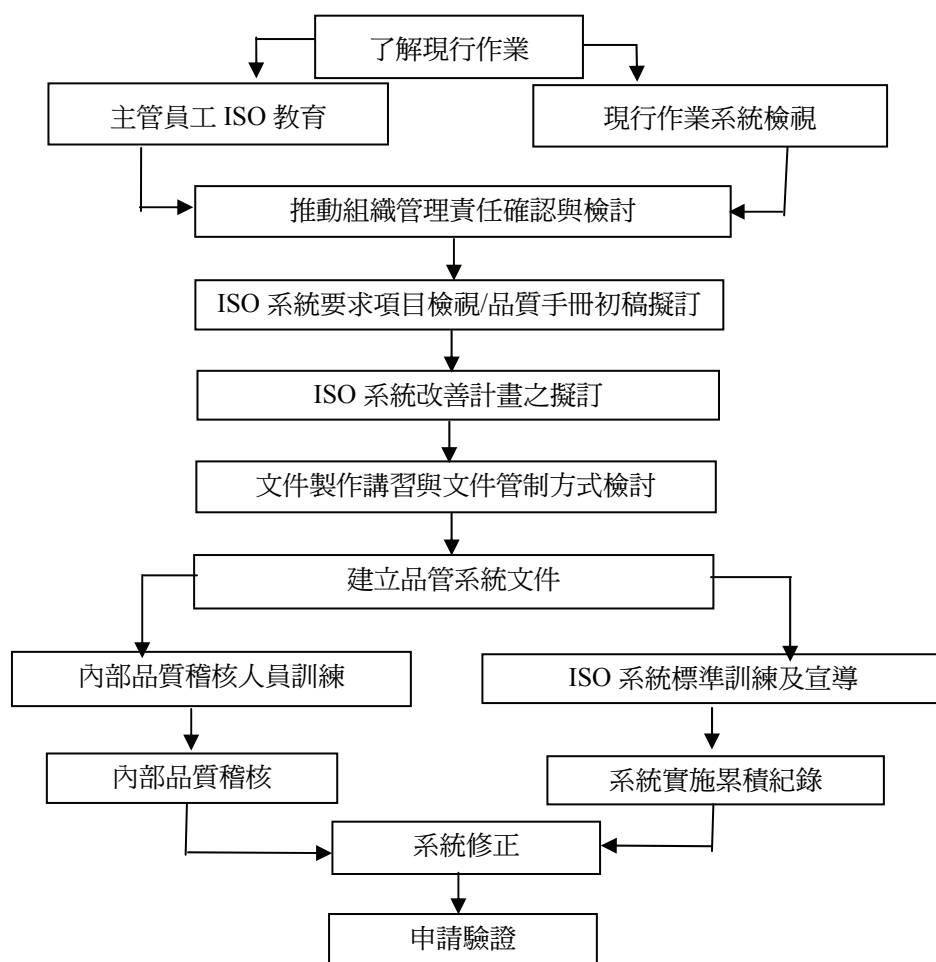 了解現行作業
主管員工 ISO 教育
現行作業系統檢視
推動組織管理責任確認與檢討
ISO 系統要求項目檢視/品質手冊初稿擬訂
ISO 系統改善計畫之擬訂
文件製作講習與文件管制方式檢討
建立品管系統文件
內部品質稽核人員訓練
ISO 系統標準訓練及宣導
內部品質稽核
系統實施累積紀錄
系統修正
申請驗證